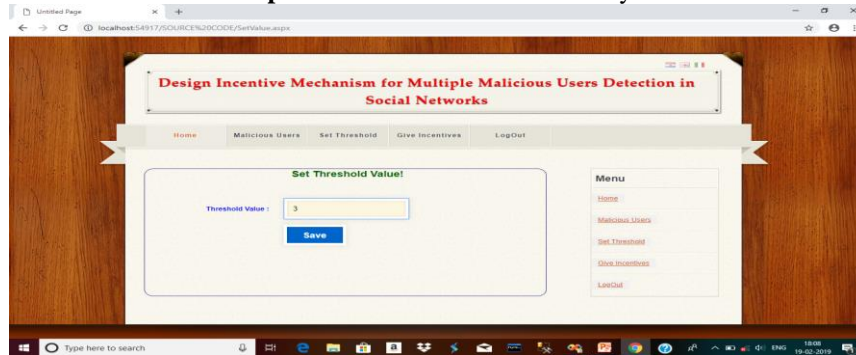 Untitled Page
localhost:54917/SOURCE%20CODE/SetValue.aspx
Design Incentive Mechanism for Multiple Malicious Users Detection in
Social Networks
Home Malicious Users Set Threshold Give Incentives LogOut
Set Threshold Value!
Threshold Value : 3
Save
Menu
Home
Malicious Users
Set Threshold
Give Incentives
LogOut
Type here to search
ENG
18:08
19-02-2019